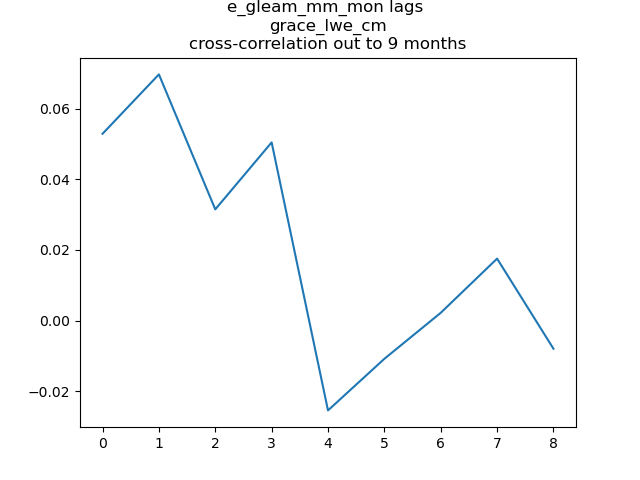 e_gleam_mm_mon lags
grace_lwe_cm
cross-correlation out to 9 months
0.06
0.04
0.02
0.00
−0.02
0 1 2 3 4 5 6 7 8